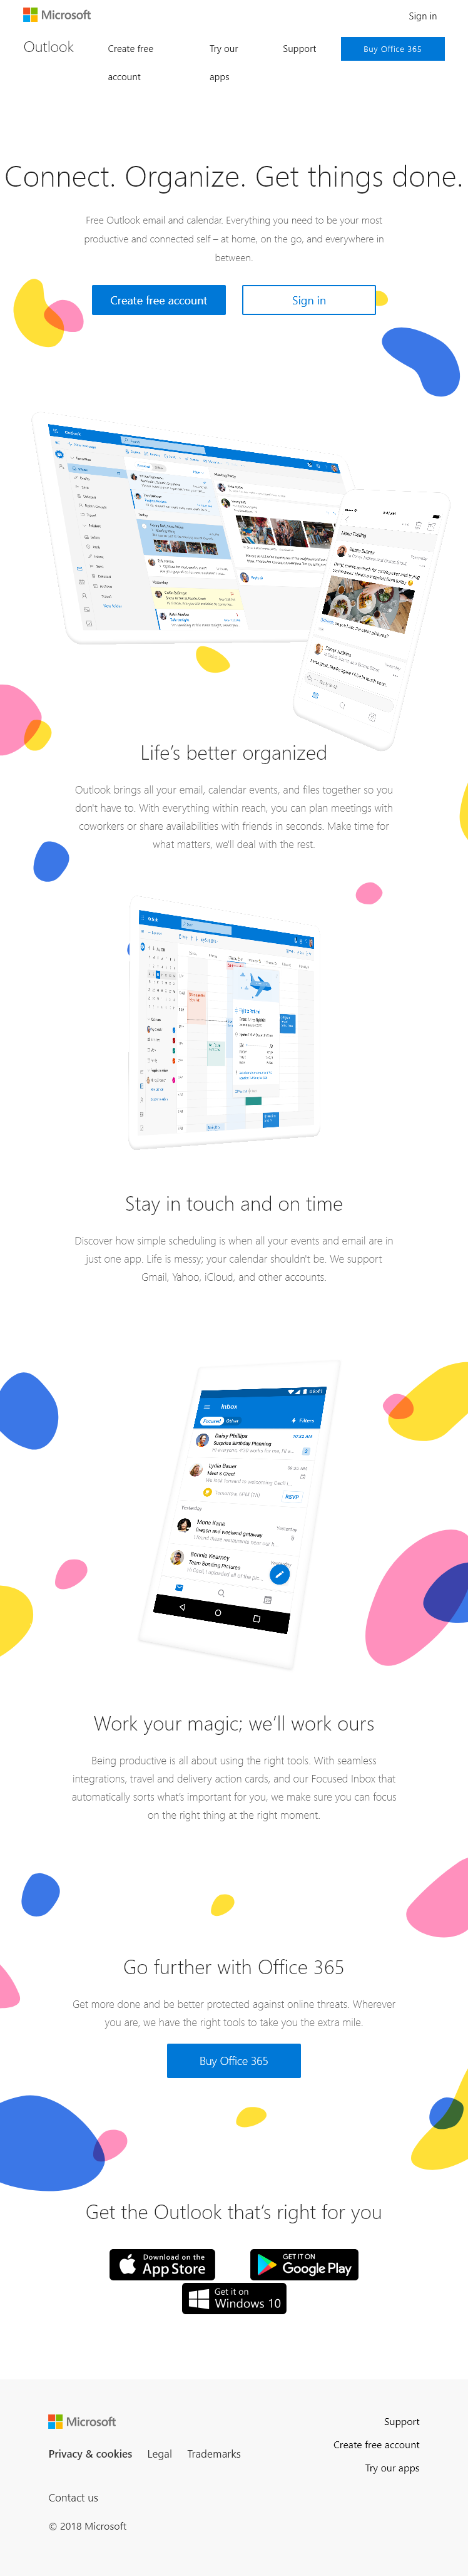 Microsoft
Sign in
Outlook
Create free
account
Try our
apps
Support
Buy Office 365
Connect. Organize. Get things done.
Free Outlook email and calendar. Everything you need to be your most
productive and connected self – at home, on the go, and everywhere in
between.
Create free account
Sign in
Outlook
Life’s better organized
Outlook brings all your email, calendar events, and files together so you
don't have to. With everything within reach, you can plan meetings with
coworkers or share availabilities with friends in seconds. Make time for
what matters, we'll deal with the rest.
Stay in touch and on time
Discover how simple scheduling is when all your events and email are in
just one app. Life is messy; your calendar shouldn't be. We support
Gmail, Yahoo, iCloud, and other accounts.
09:41
Inbox
Focused
Other
Filters
Daisy Phillips
10:32 AM
Surprise Birthday Planning
Lydia Bauer
Meet & Greet
RSVP
Yesterday
Mona Kane
Yesterday
Oregon and weekend getaway
Bonnie Kearney
Yesterday
Team Building Pictures
Work your magic; we’ll work ours
Being productive is all about using the right tools. With seamless
integrations, travel and delivery action cards, and our Focused Inbox that
automatically sorts what's important for you, we make sure you can focus
on the right thing at the right moment.
Go further with Office 365
Get more done and be better protected against online threats. Wherever
you are, we have the right tools to take you the extra mile.
Buy Office 365
Get the Outlook that’s right for you
Download on the
App Store
GET IT ON
Google Play
Get it on
Windows 10
Microsoft
Privacy & cookies
Legal
Trademarks
Contact us
© 2018 Microsoft
Support
Create free account
Try our apps